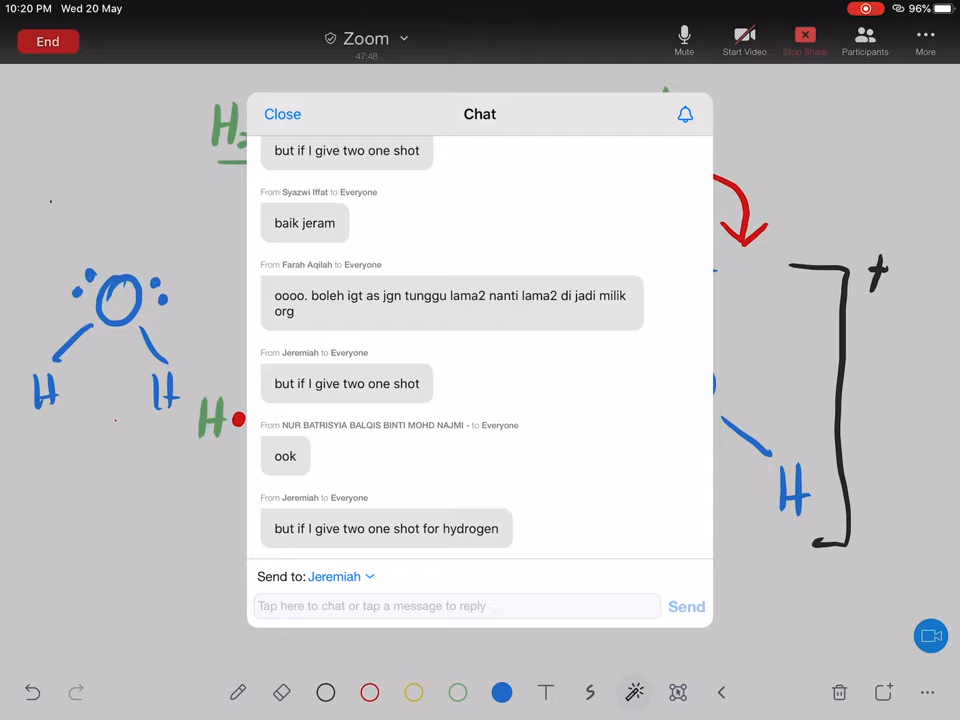 10:20 PM Wed 20 May
96%
End
Zoom
47:48
Mute
Start Video
Stop Share
Participants
More
Close
Chat
but if I give two one shot
From Syazwi Iffat to Everyone
baik jeram
From Farah Aqilah to Everyone
oooo. boleh igt as jgn tunggu lama2 nanti lama2 di jadi milik
org
From Jeremiah to Everyone
but if I give two one shot
From NUR BATRISYIA BALQIS BINTI MOHD NAJMI - to Everyone
ook
From Jeremiah to Everyone
but if I give two one shot for hydrogen
Send to: Jeremiah
Tap here to chat or tap a message to reply
Send
H2
O
H
H
H
H
+
T